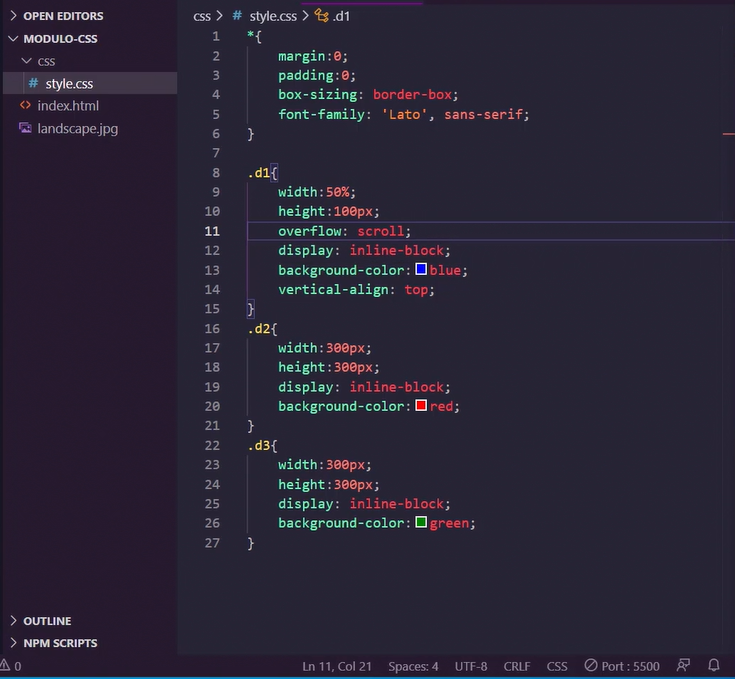 OPEN EDITORS
MODULO-CSS
css
# style.css
<> index.html
landscape.jpg
OUTLINE
NPM SCRIPTS
css > # style.css > .d1
1 *{
2 margin:0;
3 padding:0;
4 box-sizing: border-box;
5 font-family: 'Lato', sans-serif;
6 }
7
8 .d1{
9 width:50%;
10 height:100px;
11 overflow: scroll;
12 display: inline-block;
13 background-color:blue;
14 vertical-align: top;
15 }
16 .d2{
17 width:300px;
18 height:300px;
19 display: inline-block;
20 background-color:red;
21 }
22 .d3{
23 width:300px;
24 height:300px;
25 display: inline-block;
26 background-color:green;
27 }
0 Ln 11, Col 21 Spaces: 4 UTF-8 CRLF CSS Port : 5500